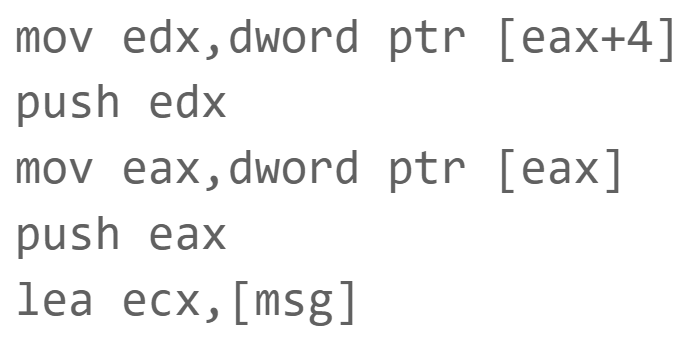 mov edx,dword ptr [eax+4]
push edx
mov eax,dword ptr [eax]
push eax
lea ecx,[msg]